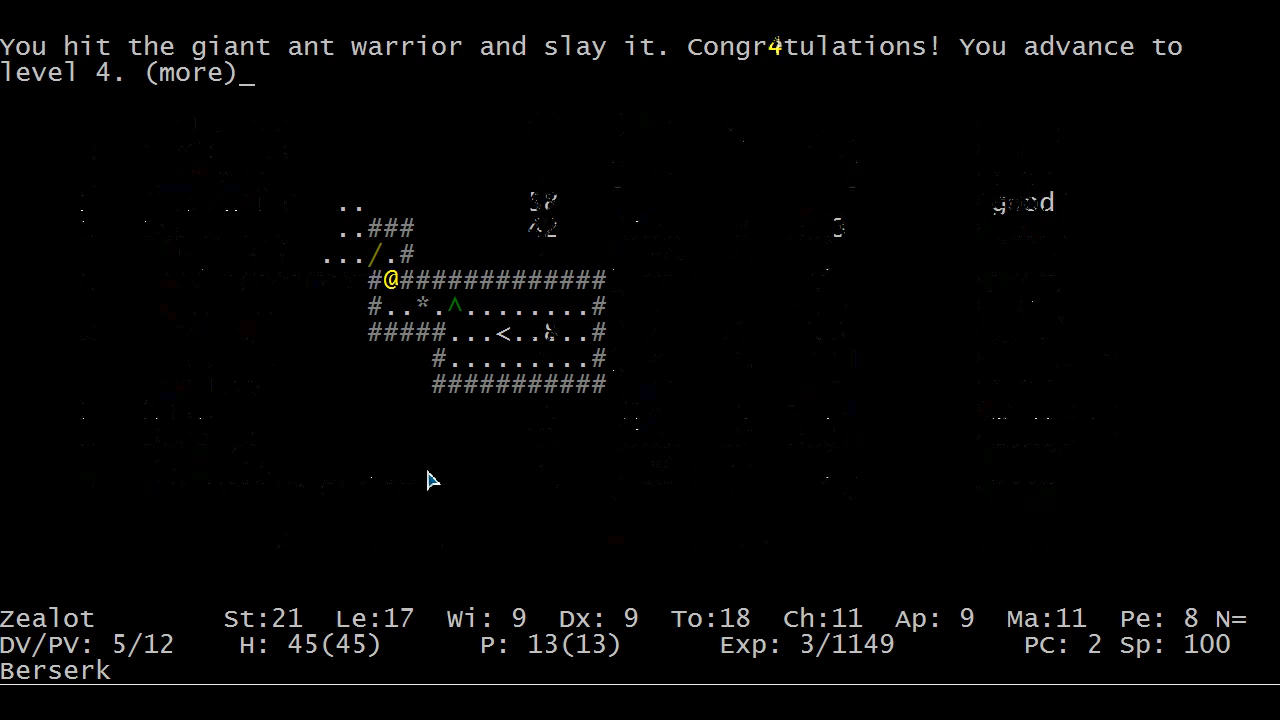 You hit the giant ant warrior and slay it. Congratulations! You advance to
level 4. (more)_
..
..###
.../.#
#@#############
#..*.^........#
#####...<.. ..#
#.........#
###########
Zealot St:21 Le:17 Wi: 9 Dx: 9 To:18 Ch:11 Ap: 9 Ma:11 Pe: 8 N=
DV/PV: 5/12 H: 45(45) P: 13(13) Exp: 3/1149 PC: 2 Sp: 100
Berserk